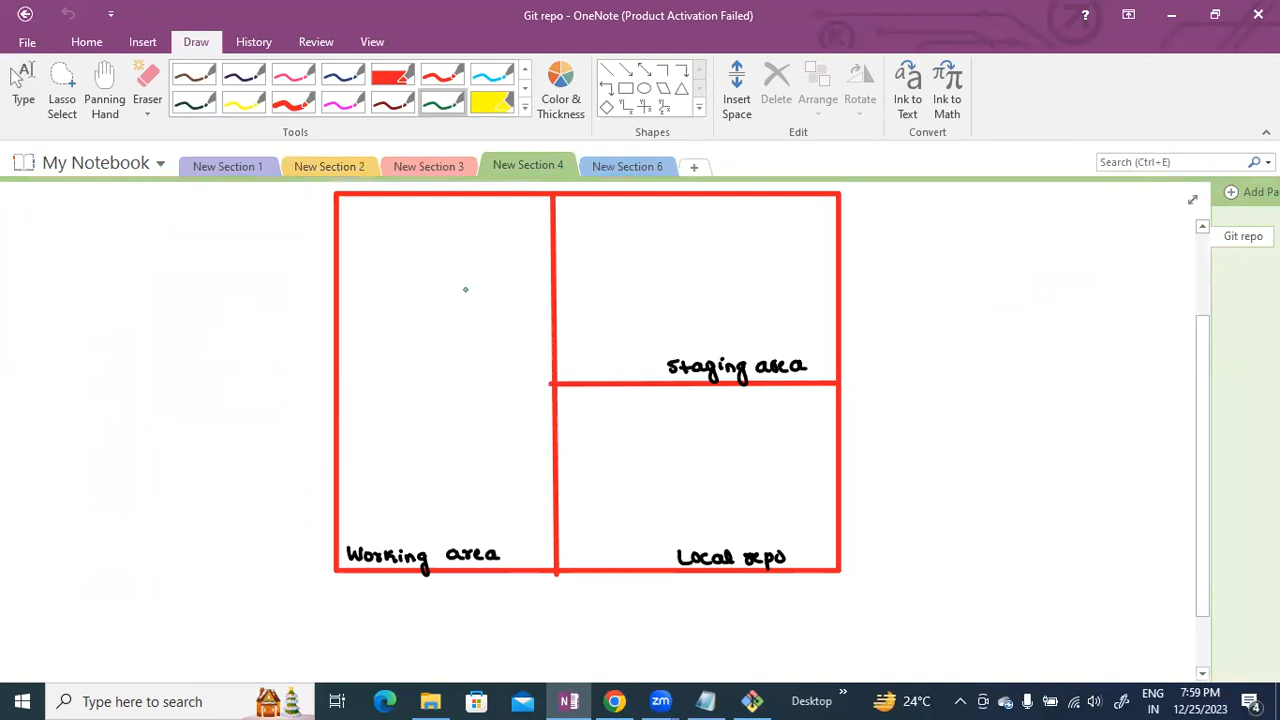 Git repo - OneNote (Product Activation Failed)
?
File Home Insert Draw History Review View
Type
Lasso Select
Panning Hand
Eraser
Color & Thickness
Insert Space
Delete
Arrange
Rotate
Ink to Text
Ink to Math
Tools
Shapes
Edit
Convert
My Notebook
New Section 1
New Section 2
New Section 3
New Section 4
New Section 6
Search (Ctrl+E)
Add Pa
Git repo
Staging area
Working area
Local repo
Type here to search
Desktop
24°C
ENG
IN
7:59 PM
12/25/2023
4